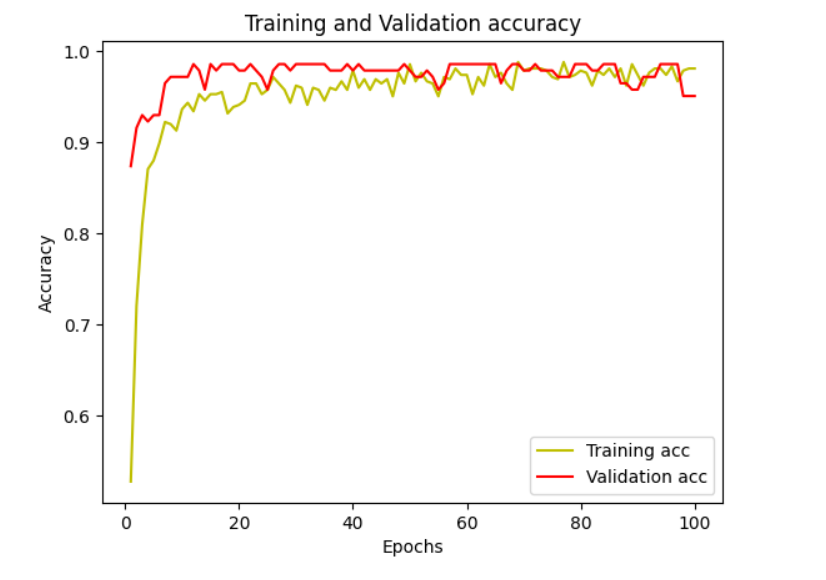 Training and Validation accuracy
1.0
0.9
0.8
0.7
0.6
Accuracy
Training acc
Validation acc
0 20 40 60 80 100
Epochs